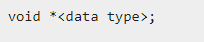 void *<data type>;